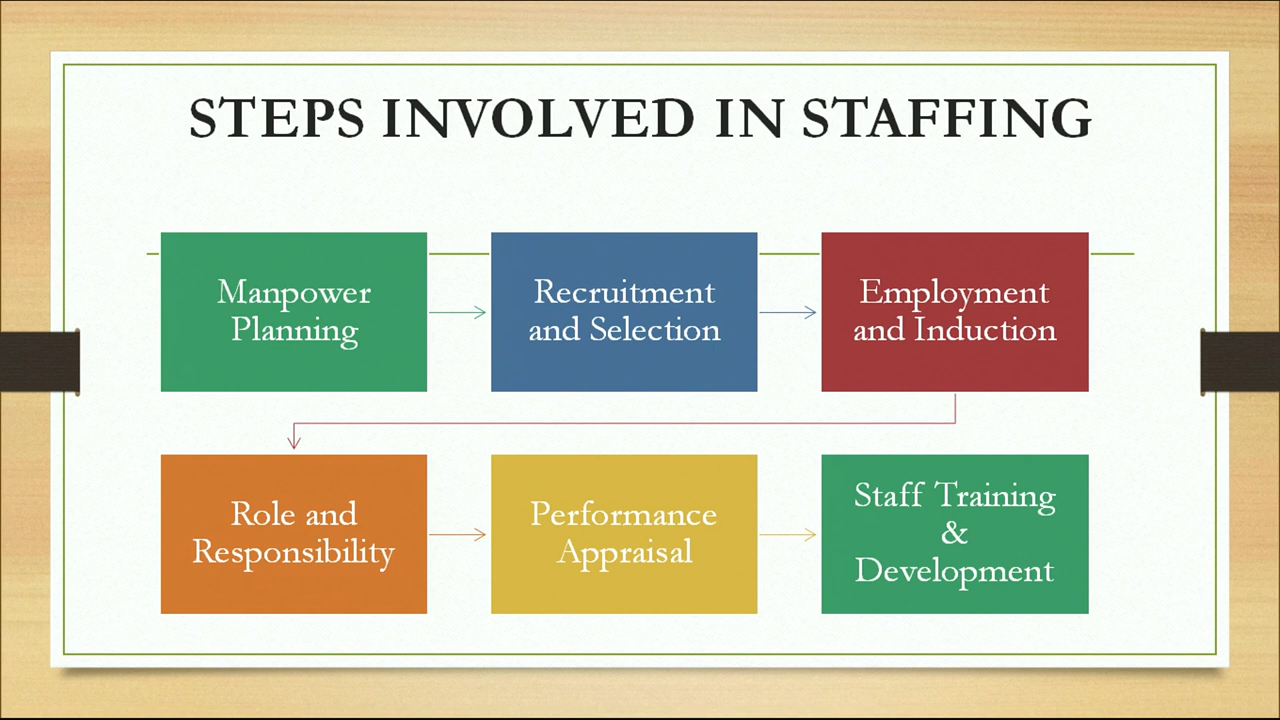 STEPS INVOLVED IN STAFFING
Manpower
Planning
Recruitment
and Selection
Employment
and Induction
Role and
Responsibility
Performance
Appraisal
Staff Training
&
Development